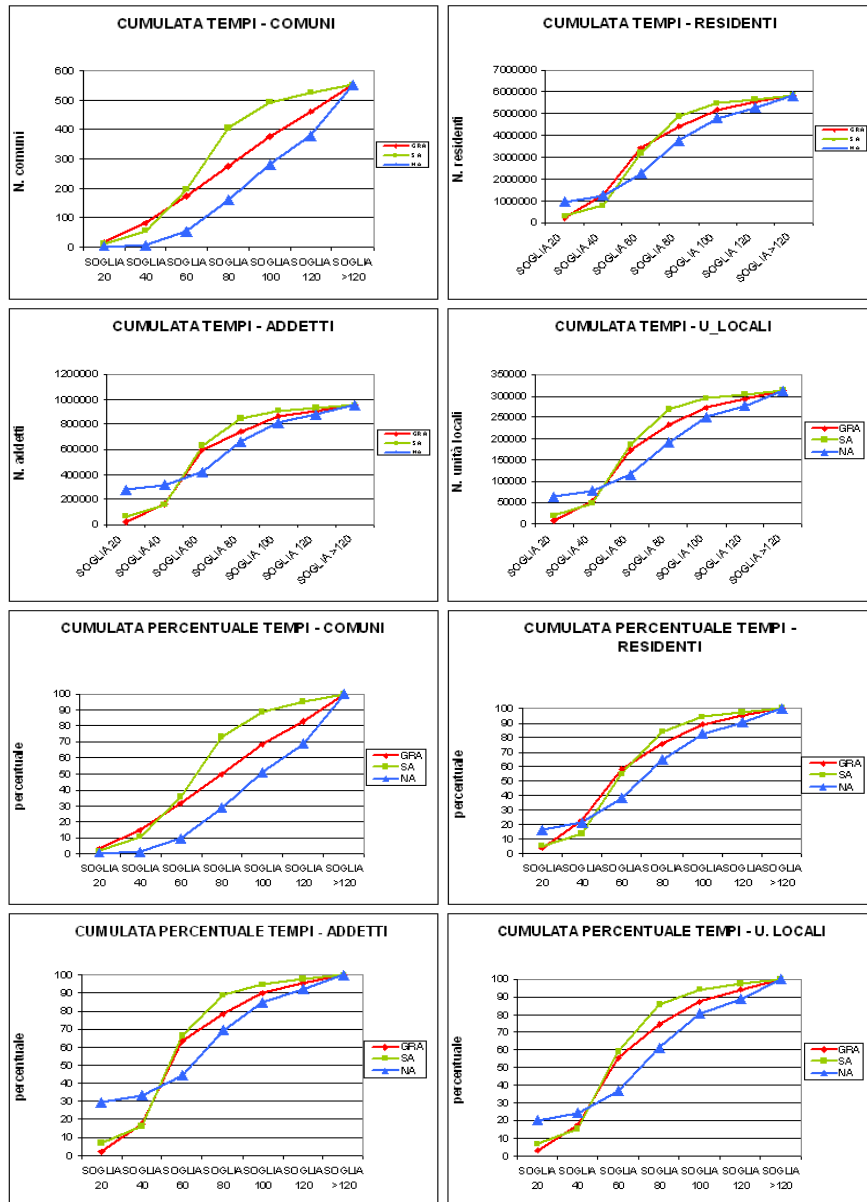 CUMULATA TEMPI - COMUNI
N. comuni
600
500
400
300
200
100
0
SOGLIA 20
SOGLIA 40
SOGLIA 60
SOGLIA 80
SOGLIA 100
SOGLIA 120
SOGLIA >120
GRA
SA
NA
CUMULATA TEMPI - RESIDENTI
N. residenti
7000000
6000000
5000000
4000000
3000000
2000000
1000000
0
SOGLIA 20
SOGLIA 40
SOGLIA 60
SOGLIA 80
SOGLIA 100
SOGLIA 120
SOGLIA >120
GRA
SA
NA
CUMULATA TEMPI - ADDETTI
N. addetti
1200000
1000000
800000
600000
400000
200000
0
SOGLIA 20
SOGLIA 40
SOGLIA 60
SOGLIA 80
SOGLIA 100
SOGLIA 120
SOGLIA >120
GRA
SA
NA
CUMULATA TEMPI - U_LOCALI
N. unità locali
350000
300000
250000
200000
150000
100000
50000
0
SOGLIA 20
SOGLIA 40
SOGLIA 60
SOGLIA 80
SOGLIA 100
SOGLIA 120
SOGLIA >120
GRA
SA
NA
CUMULATA PERCENTUALE TEMPI - COMUNI
percentuale
100
90
80
70
60
50
40
30
20
10
0
SOGLIA 20
SOGLIA 40
SOGLIA 60
SOGLIA 80
SOGLIA 100
SOGLIA 120
SOGLIA >120
GRA
SA
NA
CUMULATA PERCENTUALE TEMPI -
RESIDENTI
percentuale
100
90
80
70
60
50
40
30
20
10
0
SOGLIA 20
SOGLIA 40
SOGLIA 60
SOGLIA 80
SOGLIA 100
SOGLIA 120
SOGLIA >120
GRA
SA
NA
CUMULATA PERCENTUALE TEMPI - ADDETTI
percentuale
100
90
80
70
60
50
40
30
20
10
0
SOGLIA 20
SOGLIA 40
SOGLIA 60
SOGLIA 80
SOGLIA 100
SOGLIA 120
SOGLIA >120
GRA
SA
NA
CUMULATA PERCENTUALE TEMPI - U. LOCALI
percentuale
100
90
80
70
60
50
40
30
20
10
0
SOGLIA 20
SOGLIA 40
SOGLIA 60
SOGLIA 80
SOGLIA 100
SOGLIA 120
SOGLIA >120
GRA
SA
NA